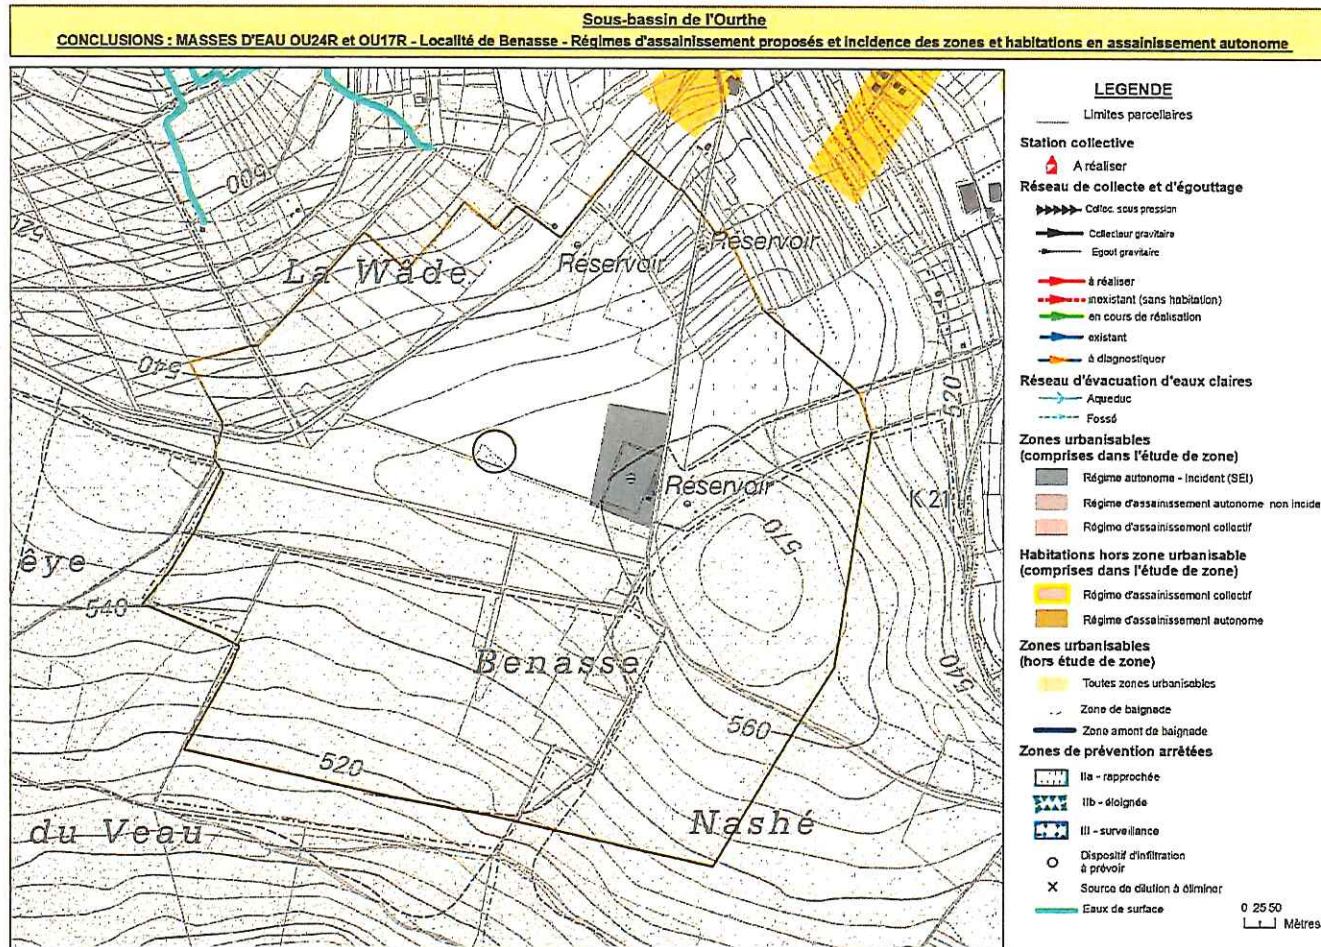 Sous-bassin de l'Ourthe
CONCLUSIONS : MASSES D'EAU OU24R et OU17R - Localité de Benasse - Régimes d'assainissement proposés et incidence des zones et habitations en assainissement autonome
500
520
La Wâde
Réservoir
Réservoir
540
520
Réservoir
K 21
570
êye
540
Benasse
540
560
520
du Veau
Nashé
LEGENDE
Limites parcellaires
Station collective
A réaliser
Réseau de collecte et d'égouttage
Colloc. sous pression
Collecteur gravitaire
Egout gravitaire
à réaliser
inexistant (sans habitation)
en cours de réalisation
existant
à diagnostiquer
Réseau d'évacuation d'eaux claires
Aqueduc
Fossé
Zones urbanisables
(comprises dans l'étude de zone)
Régime autonome - Incident (SEI)
Régime d'assainissement autonome non incide
Régime d'assainissement collectif
Habitations hors zone urbanisable
(comprises dans l'étude de zone)
Régime d'assainissement collectif
Régime d'assainissement autonome
Zones urbanisables
(hors étude de zone)
Toutes zones urbanisables
Zone de baignade
Zone amont de baignade
Zones de prévention arrêtées
IIa - rapprochée
IIb - éloignée
III - surveillance
Dispositif d'infiltration
à prévoir
Source de dilution à éliminer
Eaux de surface
0 25 50
Mètres